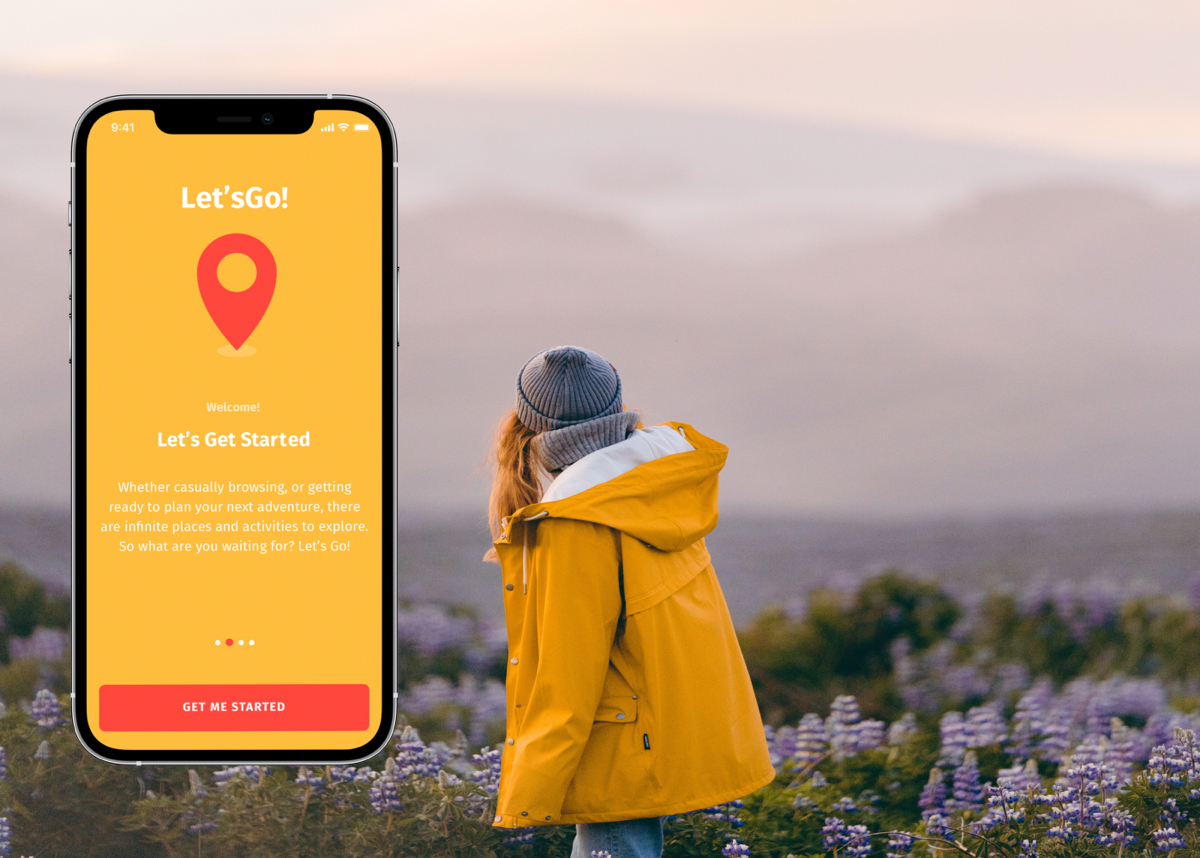 9:41
Let’sGo!
Welcome!
Let’s Get Started
Whether casually browsing, or getting
ready to plan your next adventure, there
are infinite places and activities to explore.
So what are you waiting for? Let’s Go!
GET ME STARTED